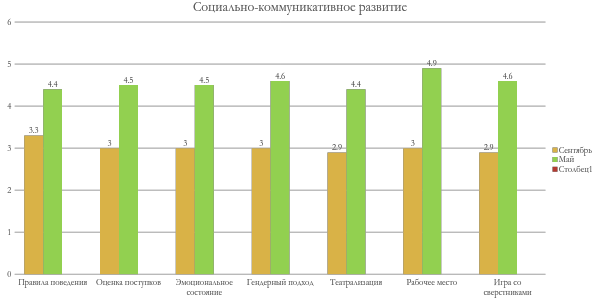 Социально-коммуникативное развитие
6
5
4
3
2
1
0
3.3
4.4
3
4.5
3
4.5
3
4.6
2.9
4.4
3
4.9
2.9
4.6
Правила поведения
Оценка поступков
Эмоциональное
состояние
Гендерный подход
Театрализация
Рабочее место
Игра со
сверстниками
Сентябрь
Май
Столбец1